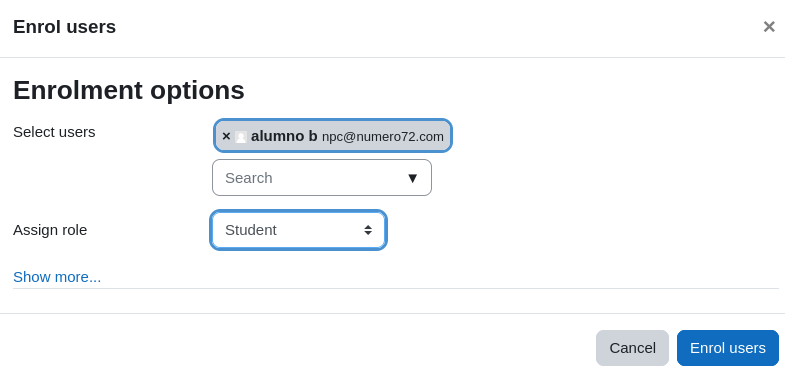 Enrol users
×
Enrolment options
Select users
× alumno b npc@numero72.com
Search ▼
Assign role
Student
Show more...
Cancel
Enrol users